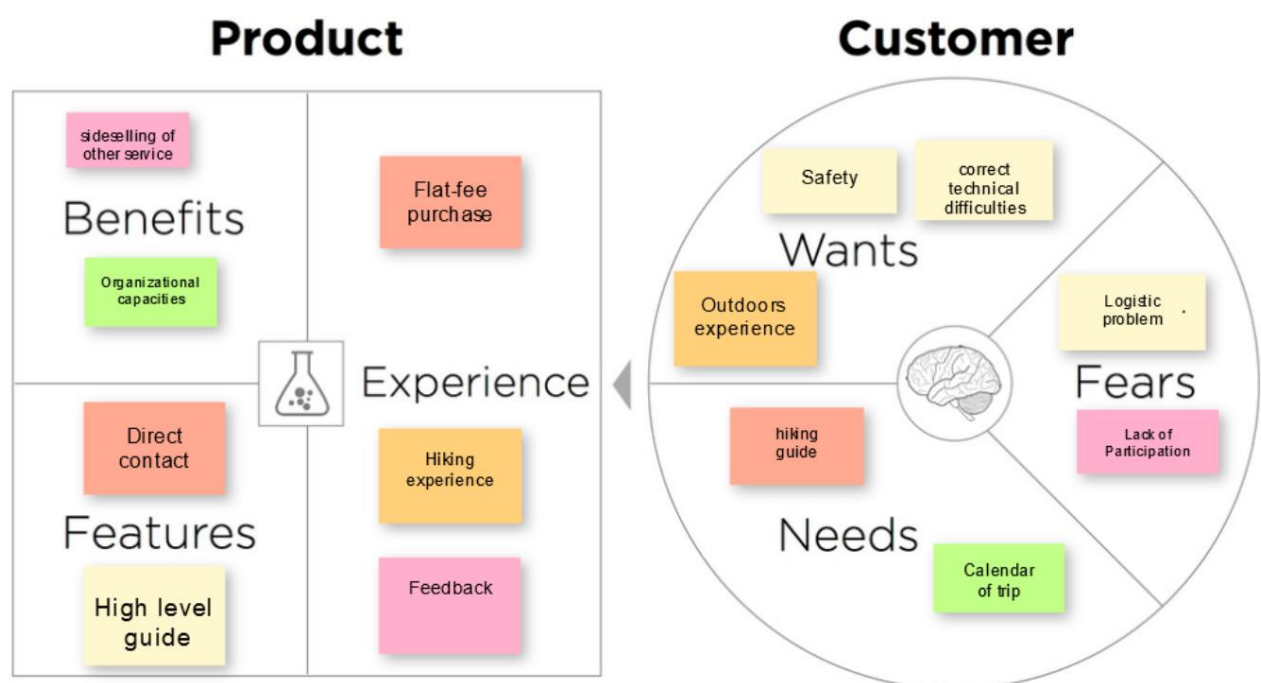 Product
sideselling of
other service
Benefits
Organizational
capacities
Flat-fee
purchase
Experience
Direct
contact
Features
High level
guide
Hiking
experience
Feedback
Customer
Safety
correct
technical
difficulties
Wants
Outdoors
experience
Logistic
problem .
Fears
Lack of
Participation
hiking
guide
Needs
Calendar
of trip